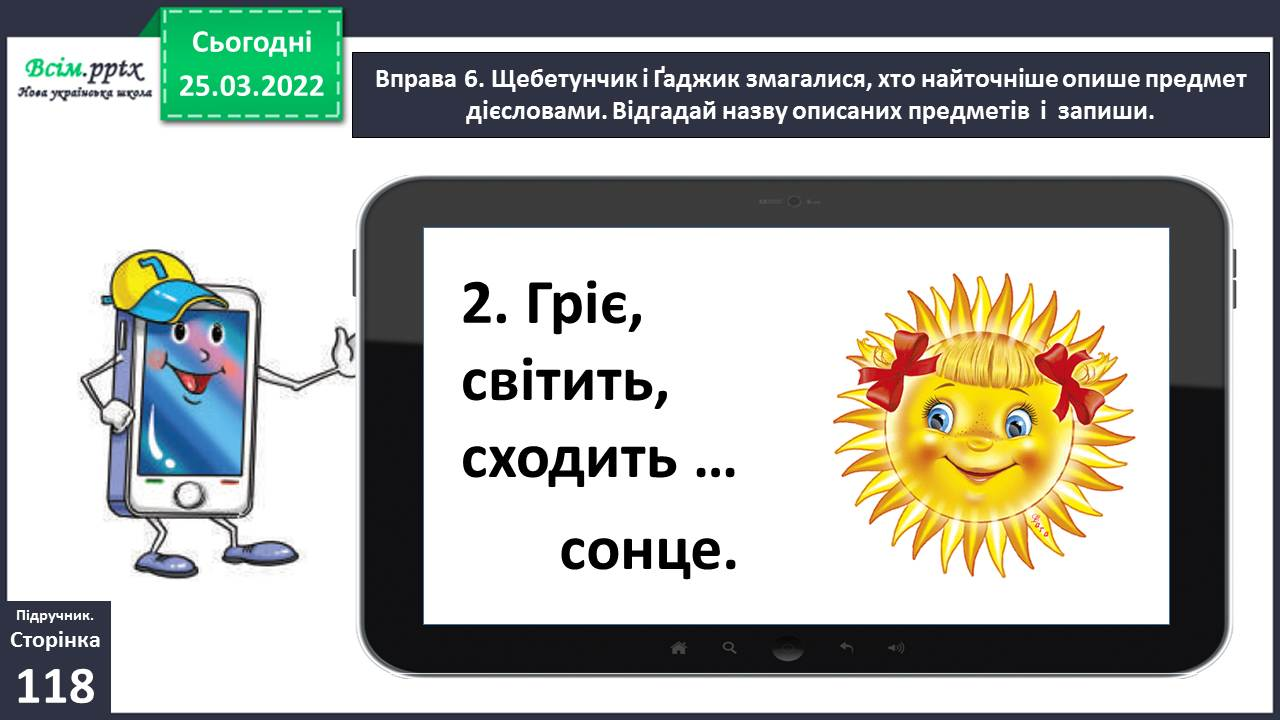 Всім.pptx
Нова українська школа
Сьогодні
25.03.2022
Вправа 6. Щебетунчик і Ґаджик змагалися, хто найточніше опише предмет
дієсловами. Відгадай назву описаних предметів і запиши.
2. Гріє,
світить,
сходить …
сонце.
Підручник.
Сторінка
118